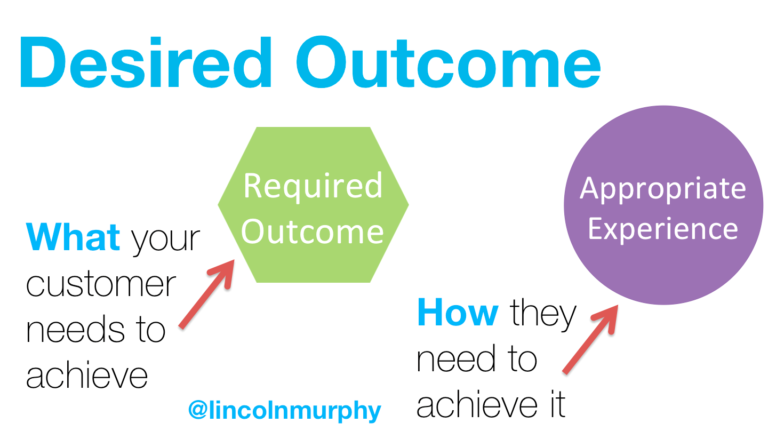 Desired Outcome
Required
Outcome
What your
customer
needs to
achieve
Appropriate
Experience
How they
need to
achieve it
@lincolnmurphy